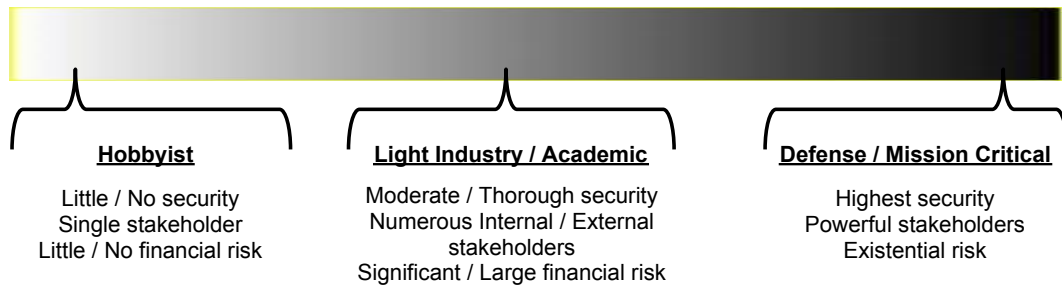 Hobbyist
Little / No security
Single stakeholder
Little / No financial risk
Light Industry / Academic
Moderate / Thorough security
Numerous Internal / External
stakeholders
Significant / Large financial risk
Defense / Mission Critical
Highest security
Powerful stakeholders
Existential risk